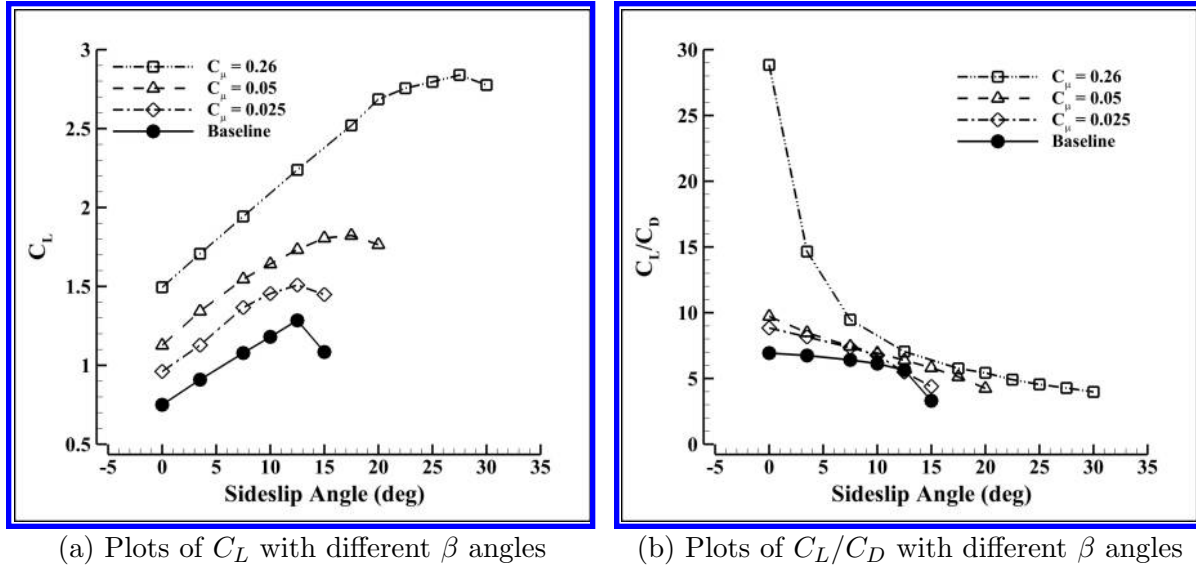 3
2.5
2
1.5
1
0.5
C_L
C_μ = 0.26
C_μ = 0.05
C_μ = 0.025
Baseline
-5 0 5 10 15 20 25 30 35
Sideslip Angle (deg)
(a) Plots of C_L with different β angles
30
25
20
15
10
5
0
C_L/C_D
C_μ = 0.26
C_μ = 0.05
C_μ = 0.025
Baseline
-5 0 5 10 15 20 25 30 35
Sideslip Angle (deg)
(b) Plots of C_L/C_D with different β angles